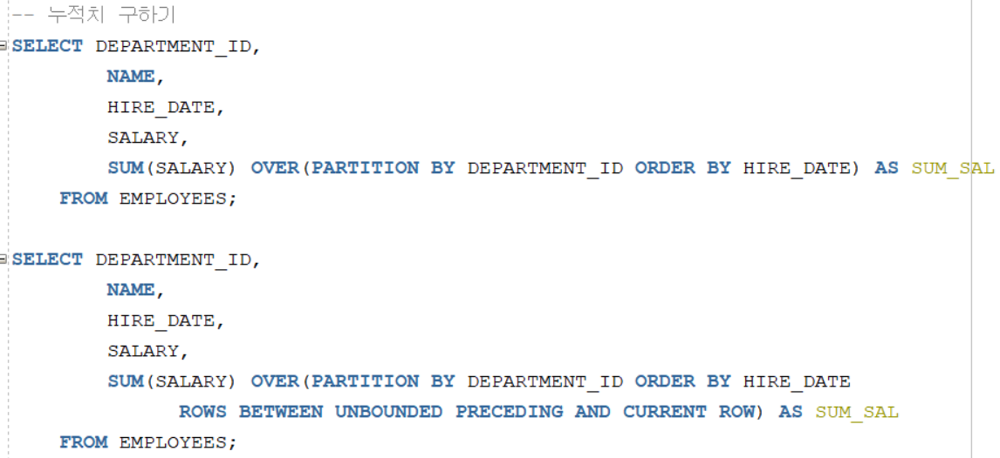 -- 누적치 구하기
SELECT DEPARTMENT_ID,
NAME,
HIRE_DATE,
SALARY,
SUM(SALARY) OVER(PARTITION BY DEPARTMENT_ID ORDER BY HIRE_DATE) AS SUM_SAL
FROM EMPLOYEES;
SELECT DEPARTMENT_ID,
NAME,
HIRE_DATE,
SALARY,
SUM(SALARY) OVER(PARTITION BY DEPARTMENT_ID ORDER BY HIRE_DATE
ROWS BETWEEN UNBOUNDED PRECEDING AND CURRENT ROW) AS SUM_SAL
FROM EMPLOYEES;